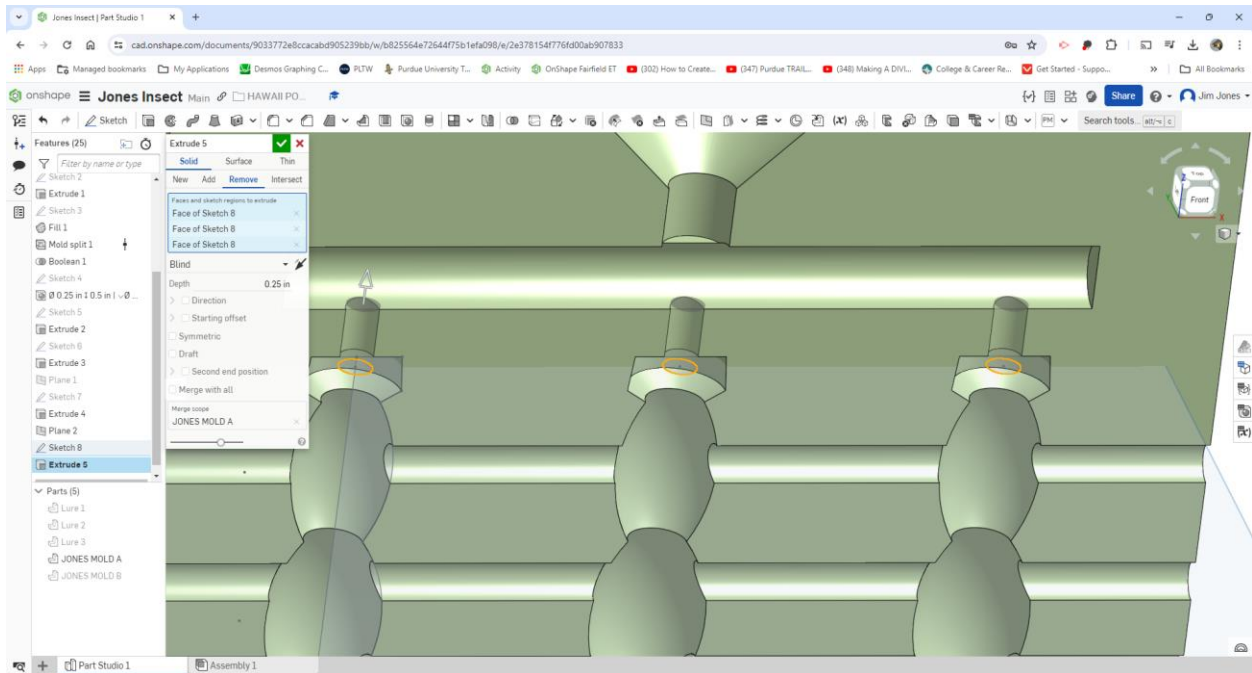 Jones Insect | Part Studio 1
cad.onshape.com/documents/9033772e8ccacabd905239bb/w/b825564e72644f75b1efa098/e/2e378154f776fd00ab907833
Apps Managed bookmarks My Applications Desmos Graphing C... PLTW Purdue University T... Activity OnShape Fairfield ET (302) How to Create... (347) Purdue TRAIL... (348) Making A DIVI... College & Career Re... Get Started - Suppo... » All Bookmarks
onshape Jones Insect Main HAWAII PO... Share Jim Jones
Sketch PM Search tools... alt/⌥ c
Features (25)
Filter by name or type
Sketch 2
Extrude 1
Sketch 3
Fill 1
Mold split 1
Boolean 1
Sketch 4
Ø 0.25 in ↧ 0.5 in | ⌵Ø ...
Sketch 5
Extrude 2
Sketch 6
Extrude 3
Plane 1
Sketch 7
Extrude 4
Plane 2
Sketch 8
Extrude 5
Parts (5)
Lure 1
Lure 2
Lure 3
JONES MOLD A
JONES MOLD B
Extrude 5
Solid Surface Thin
New Add Remove Intersect
Faces and sketch regions to extrude
Face of Sketch 8
Face of Sketch 8
Face of Sketch 8
Blind
Depth 0.25 in
Direction
Starting offset
Symmetric
Draft
Second end position
Merge with all
Merge scope
JONES MOLD A
Z
Front
X
Part Studio 1 Assembly 1